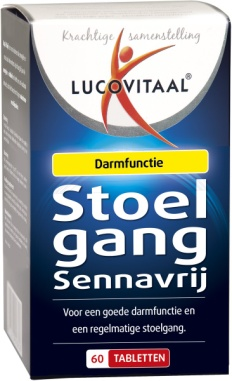 Krachtige samenstelling
LUCOVITAAL®
Darmfunctie
Stoel
gang
Sennavrij
Voor een goede darmfunctie en
een regelmatige stoelgang.
60 TABLETTEN